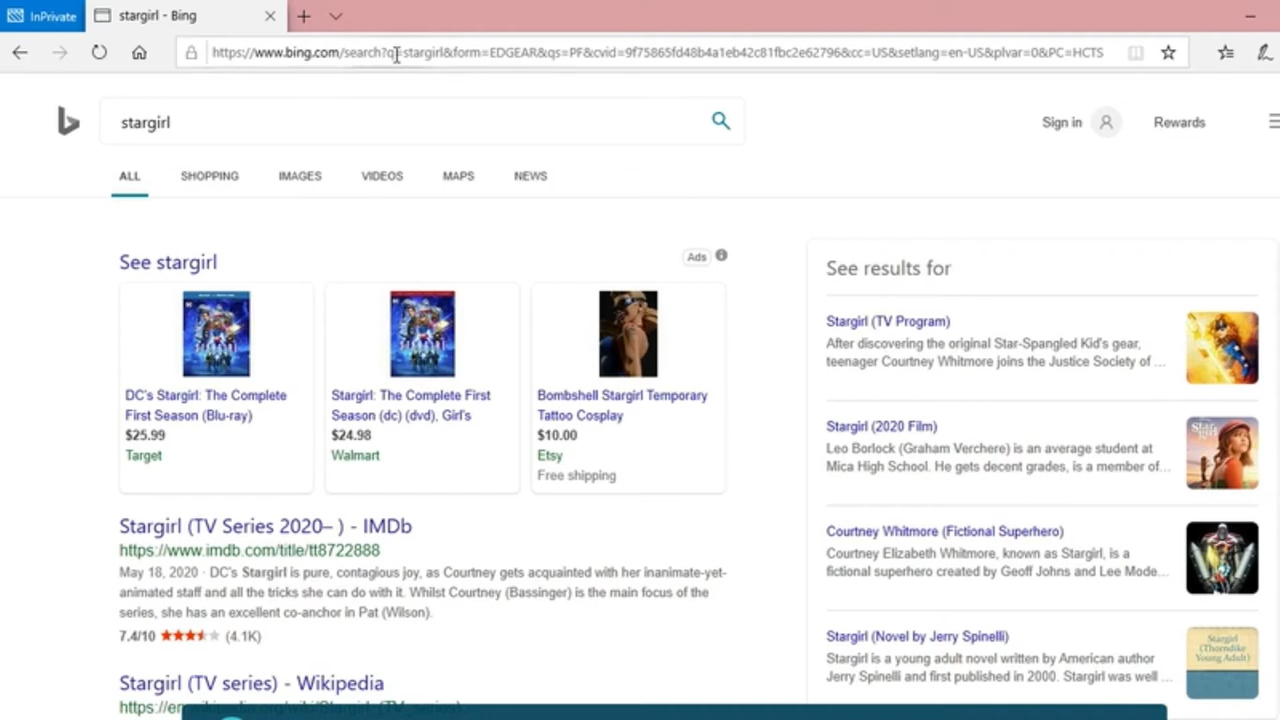 InPrivate
stargirl - Bing
https://www.bing.com/search?q=stargirl&form=EDGEAR&qs=PF&cvid=9f75865fd48b4a1eb42c81fbc2e62796&cc=US&setlang=en-US&plvar=0&PC=HCTS
stargirl
Sign in
Rewards
ALL
SHOPPING
IMAGES
VIDEOS
MAPS
NEWS
See stargirl
Ads
DC's Stargirl: The Complete
First Season (Blu-ray)
$25.99
Target
Stargirl: The Complete First
Season (dc) (dvd), Girl's
$24.98
Walmart
Bombshell Stargirl Temporary
Tattoo Cosplay
$10.00
Etsy
Free shipping
Stargirl (TV Series 2020– ) - IMDb
https://www.imdb.com/title/tt8722888
May 18, 2020 · DC's Stargirl is pure, contagious joy, as Courtney gets acquainted with her inanimate-yet-
animated staff and all the tricks she can do with it. Whilst Courtney (Bassinger) is the main focus of the
series, she has an excellent co-anchor in Pat (Wilson).
7.4/10
(4.1K)
Stargirl (TV series) - Wikipedia
https://en.wikipedia.org/wiki/Stargirl_(TV_series)
See results for
Stargirl (TV Program)
After discovering the original Star-Spangled Kid's gear,
teenager Courtney Whitmore joins the Justice Society of ...
Stargirl (2020 Film)
Leo Borlock (Graham Verchere) is an average student at
Mica High School. He gets decent grades, is a member of...
Courtney Whitmore (Fictional Superhero)
Courtney Elizabeth Whitmore, known as Stargirl, is a
fictional superhero created by Geoff Johns and Lee Mode...
Stargirl (Novel by Jerry Spinelli)
Stargirl is a young adult novel written by American author
Jerry Spinelli and first published in 2000. Stargirl was well ...
Stargirl
(Thorndike
Young Adult)